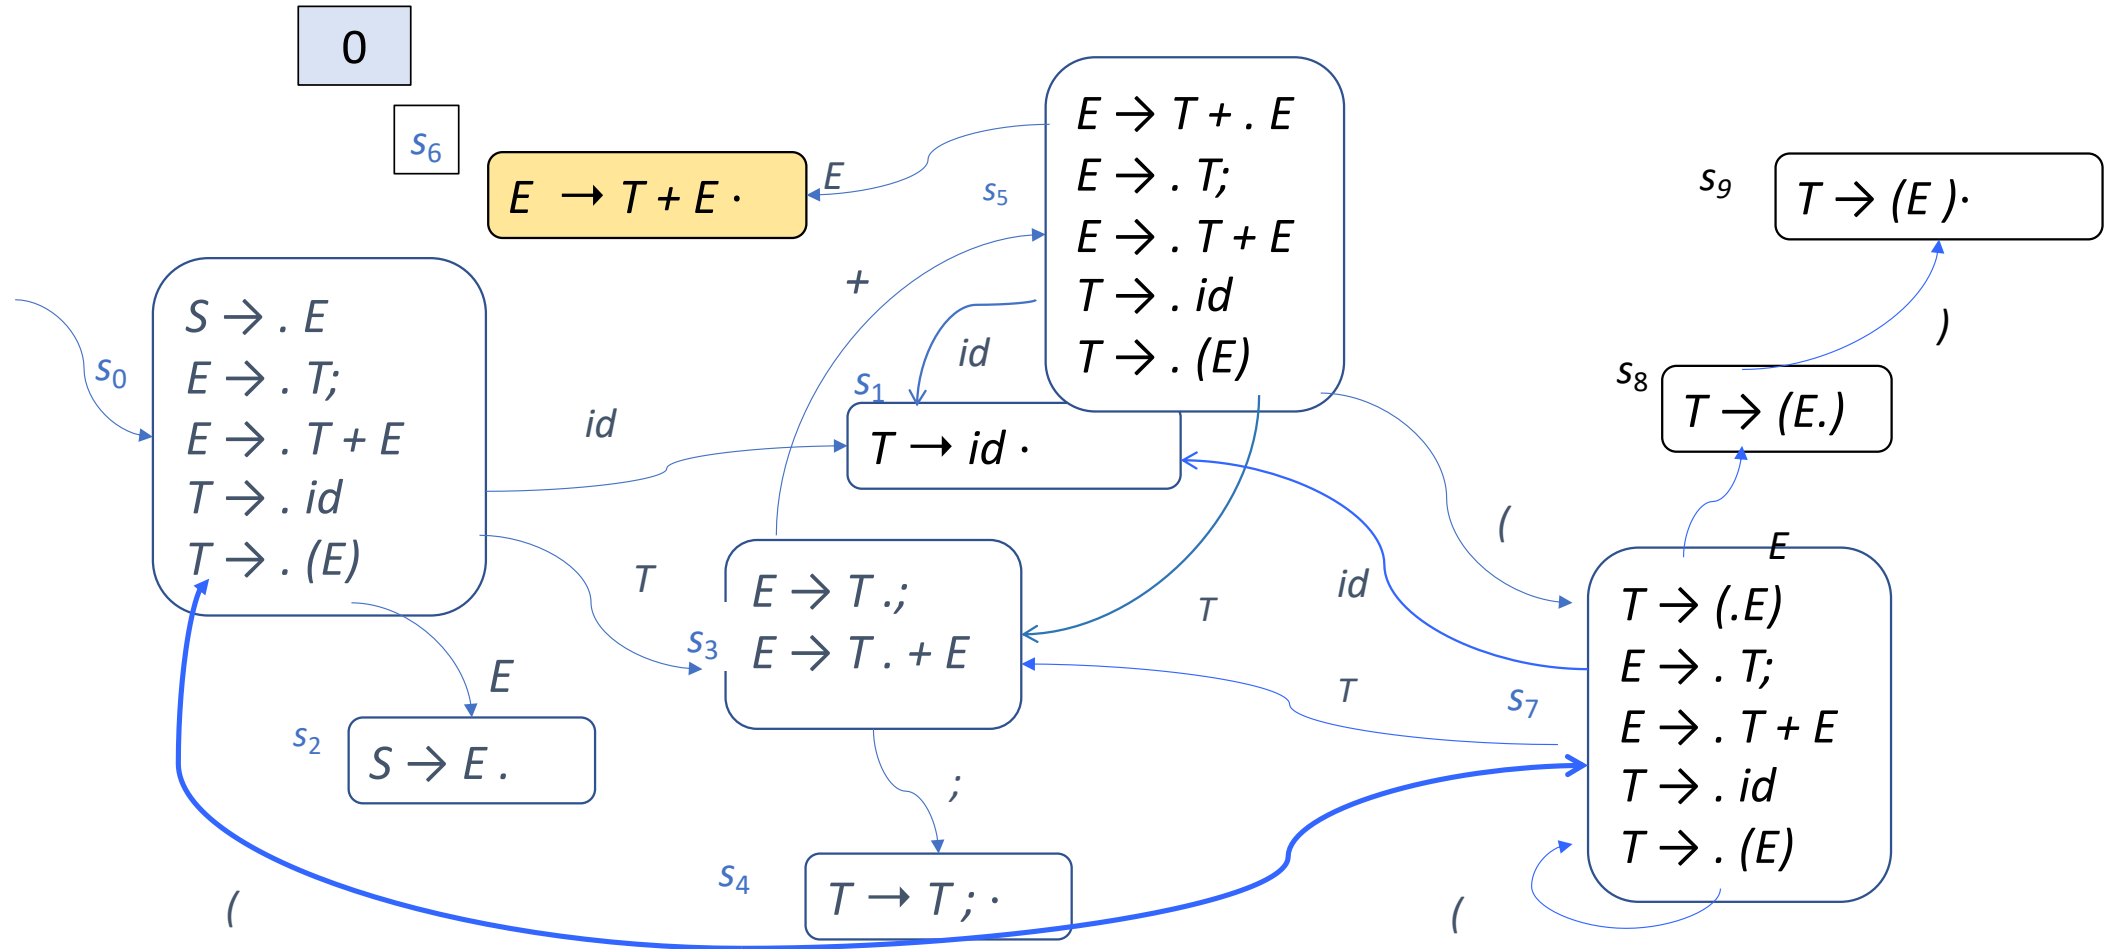 0
s6
E → T + E ·
E
s5
E → T + . E
E → . T;
E → . T + E
T → . id
T → . (E)
s9
T → (E )·
)
s0
S → . E
E → . T;
E → . T + E
T → . id
T → . (E)
+
id
s1
T → id ·
id
s8
T → (E.)
(
E
T
s3
E → T .;
E → T . + E
T
id
T
s7
T → (.E)
E → . T;
E → . T + E
T → . id
T → . (E)
E
s2
S → E .
;
s4
T → T ; ·
(
(